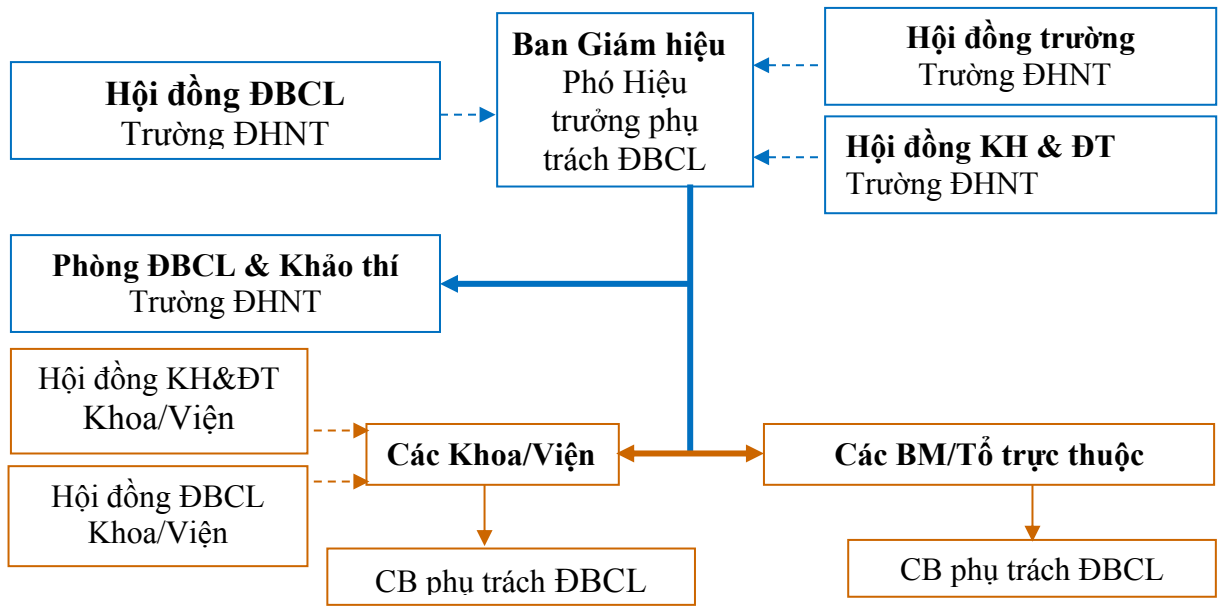 Ban Giám hiệu
Phó Hiệu
trưởng phụ
trách ĐBCL
Hội đồng trường
Trường ĐHNT
Hội đồng ĐBCL
Trường ĐHNT
Hội đồng KH & ĐT
Trường ĐHNT
Phòng ĐBCL & Khảo thí
Trường ĐHNT
Hội đồng KH&ĐT
Khoa/Viện
Các Khoa/Viện
Các BM/Tổ trực thuộc
Hội đồng ĐBCL
Khoa/Viện
CB phụ trách ĐBCL
CB phụ trách ĐBCL